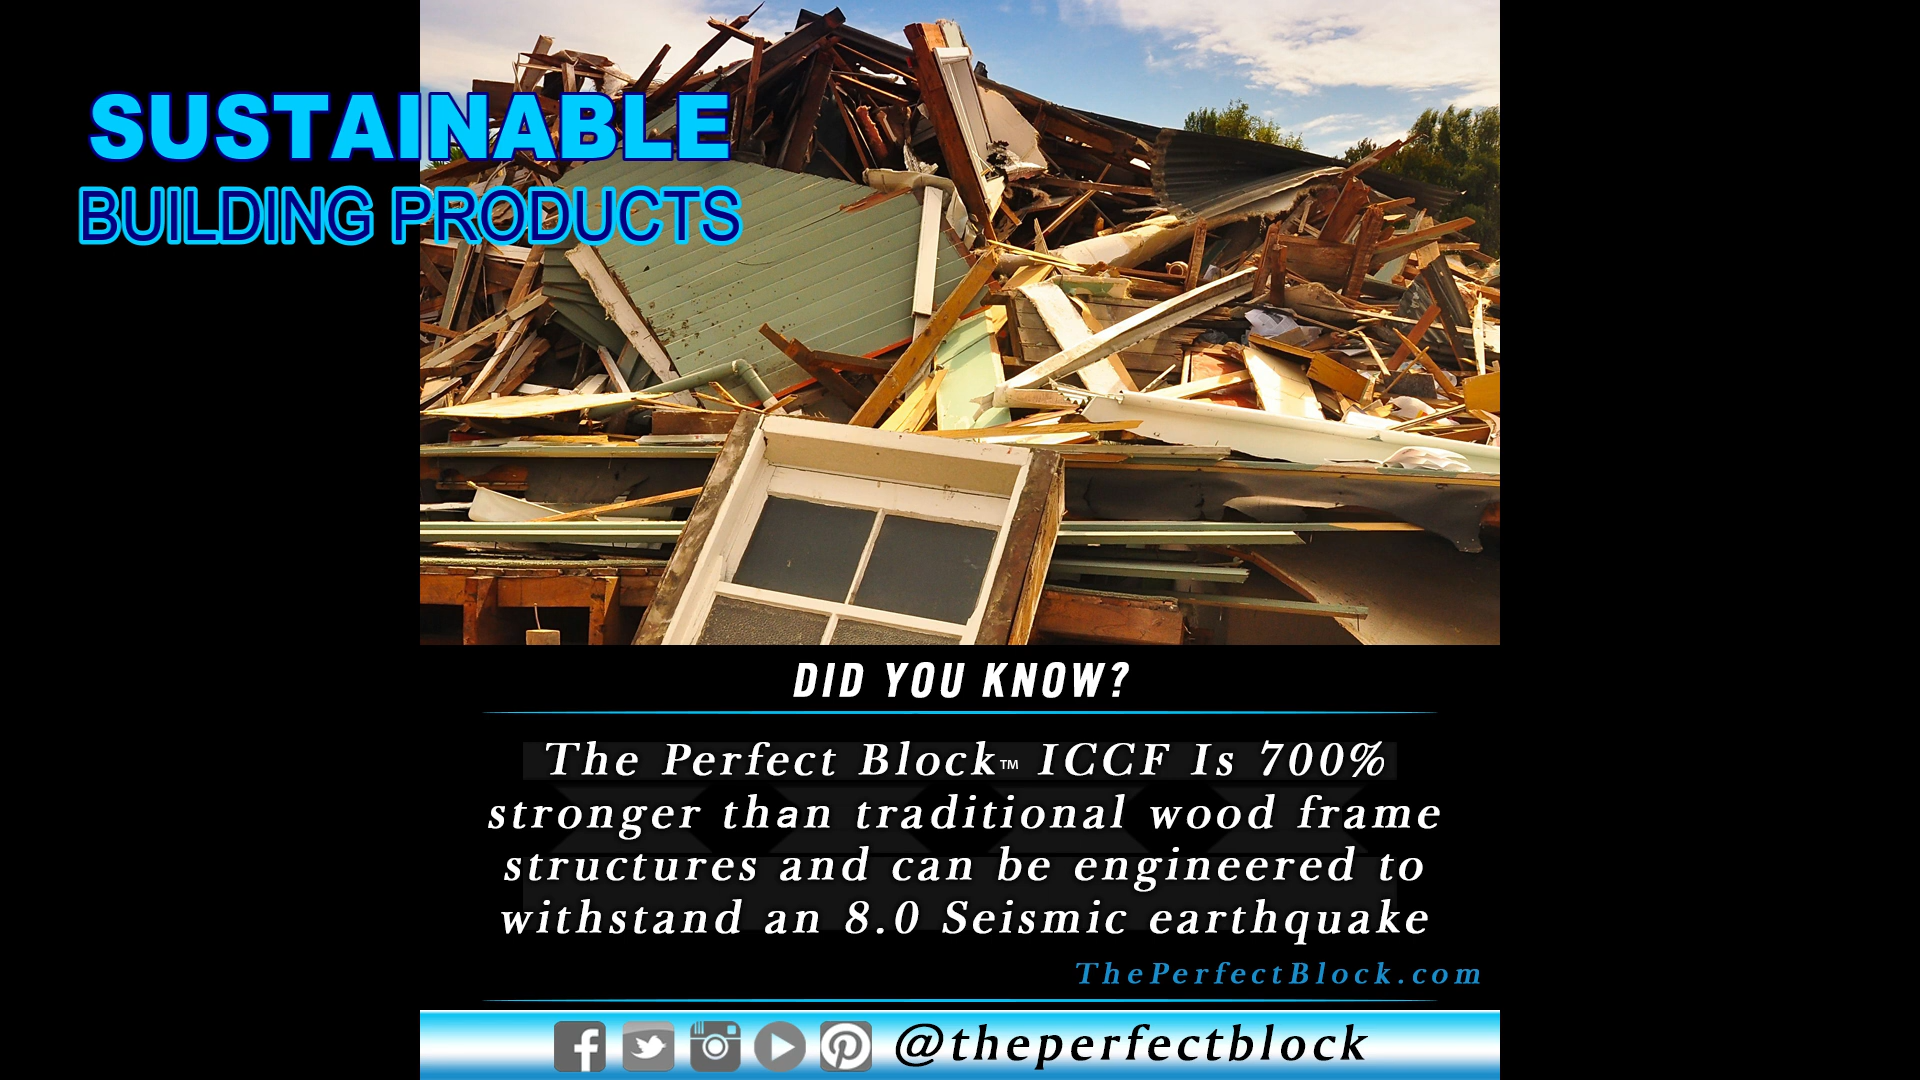 SUSTAINABLE
BUILDING PRODUCTS
DID YOU KNOW?
The Perfect Block™ ICCF Is 700%
stronger than traditional wood frame
structures and can be engineered to
withstand an 8.0 Seismic earthquake
ThePerfectBlock.com
@theperfectblock